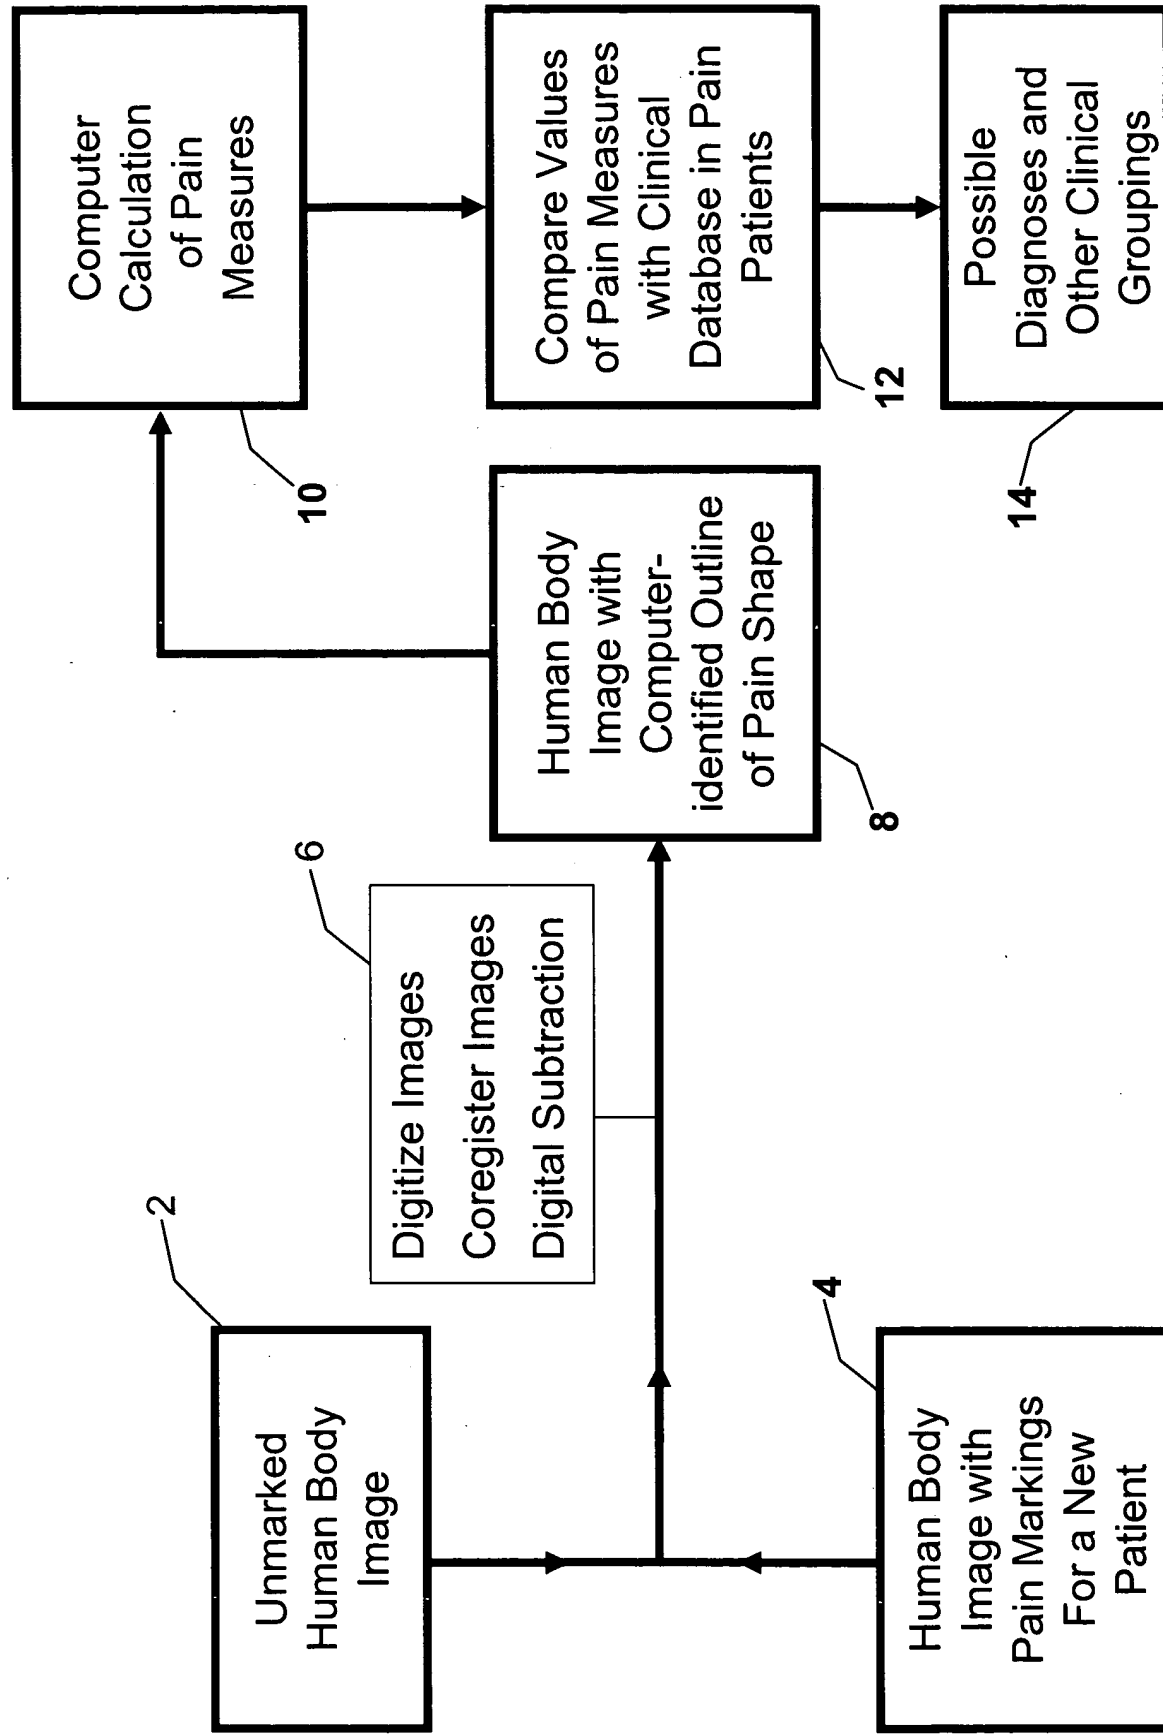 2
Unmarked
Human Body
Image
4
Human Body
Image with
Pain Markings
For a New
Patient
6
Digitize Images
Coregister Images
Digital Subtraction
8
Human Body
Image with
Computer-
identified Outline
of Pain Shape
10
Computer
Calculation
of Pain
Measures
12
Compare Values
of Pain Measures
with Clinical
Database in Pain
Patients
14
Possible
Diagnoses and
Other Clinical
Groupings